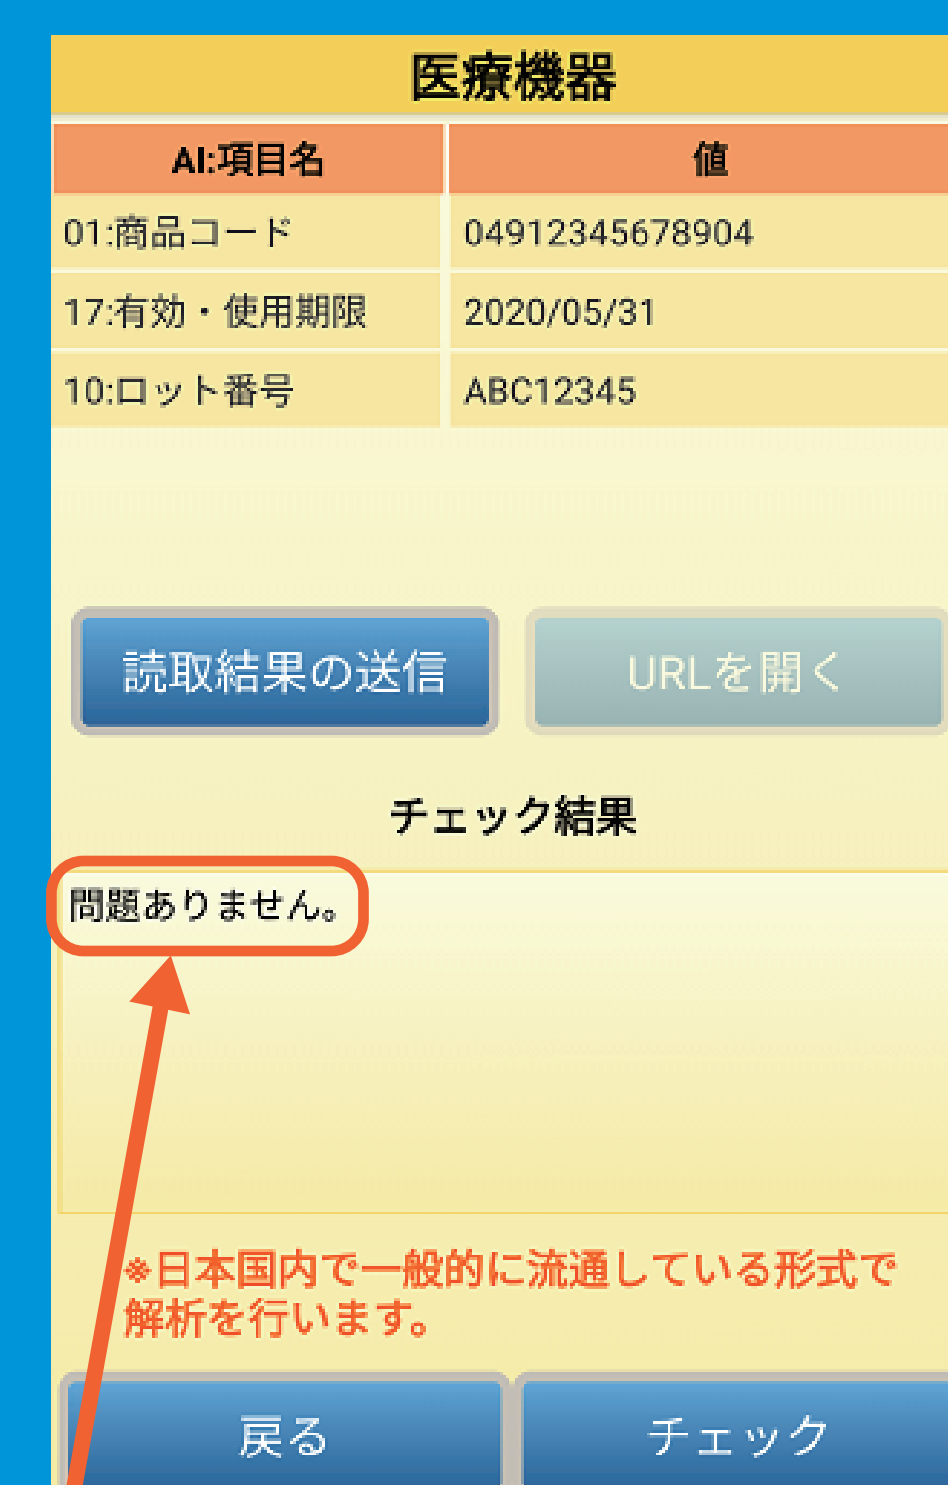 医療機器
AI:項目名 値
01:商品コード 04912345678904
17:有効・使用期限 2020/05/31
10:ロット番号 ABC12345
読取結果の送信 URLを開く
チェック結果
問題ありません。
※日本国内で一般的に流通している形式で
解析を行います。
戻る チェック